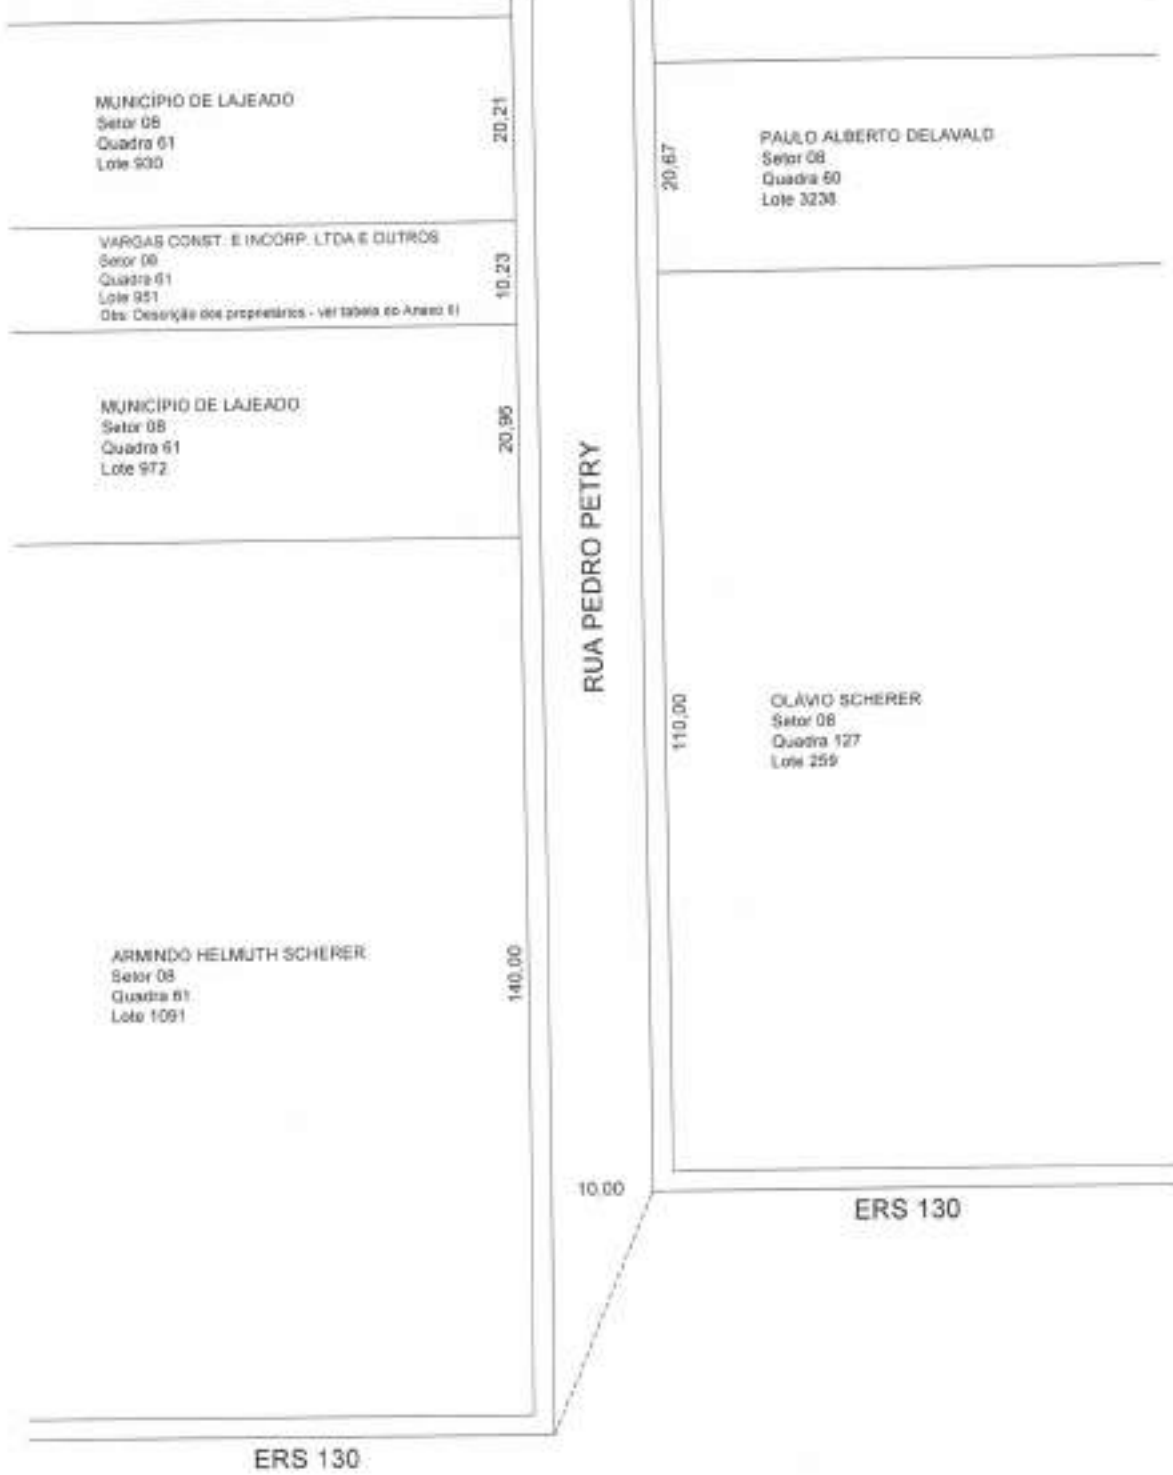 MUNICÍPIO DE LAJEADO
Setor 08
Quadra 61
Lote 930
20,21
VARGAS CONST. E INCORP. LTDA E OUTROS
Setor 08
Quadra 61
Lote 951
Obs: Descrição dos proprietários - ver tabela do Anexo II
10,23
MUNICÍPIO DE LAJEADO
Setor 08
Quadra 61
Lote 972
20,96
ARMINDO HELMUTH SCHERER
Setor 08
Quadra 61
Lote 1091
140,00
ERS 130
RUA PEDRO PETRY
10,00
20,67
PAULO ALBERTO DELAVALD
Setor 08
Quadra 60
Lote 3238
110,00
OLÁVIO SCHERER
Setor 08
Quadra 127
Lote 259
ERS 130